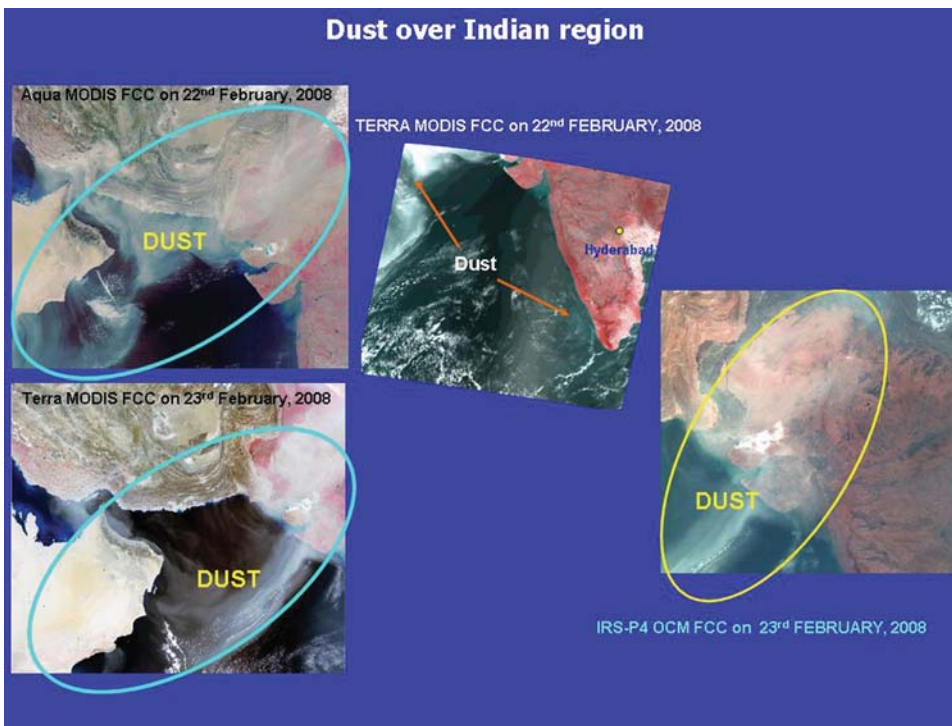 Dust over Indian region
Aqua MODIS FCC on 22nd February, 2008
DUST
TERRA MODIS FCC on 22nd FEBRUARY, 2008
Hyderabad
Dust
Terra MODIS FCC on 23rd February, 2008
DUST
DUST
IRS-P4 OCM FCC on 23rd FEBRUARY, 2008